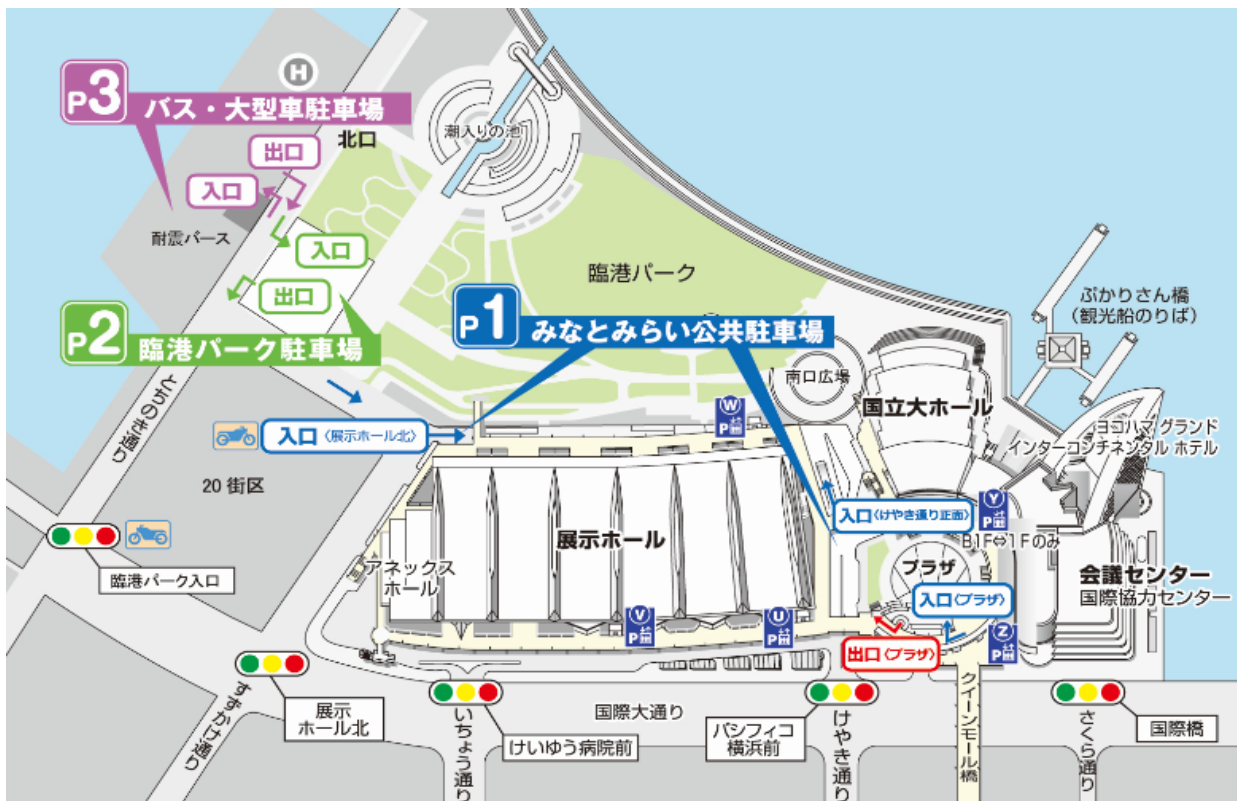 H
P3
バス・大型車駐車場
北口
潮入りの池
出口
入口
耐震バース
入口
出口
臨港パーク
P1
みなとみらい公共駐車場
ぷかりさん橋
（観光船のりば）
P2
臨港パーク駐車場
南口広場
国立大ホール
とちのき通り
入口〈展示ホール北〉
W
P
ヨコハマ グランド
インターコンチネンタル ホテル
20 街区
入口〈けやき通り正面〉
Y
P
B1F⇔1Fのみ
展示ホール
アネックス
ホール
プラザ
会議センター
国際協力センター
臨港パーク入口
入口〈プラザ〉
V
P
U
P
出口〈プラザ〉
Z
P
すずかけ通り
展示
ホール北
いちょう通り
けいゆう病院前
国際大通り
パシフィコ
横浜前
けやき通り
クイーンモール橋
さくら通り
国際橋